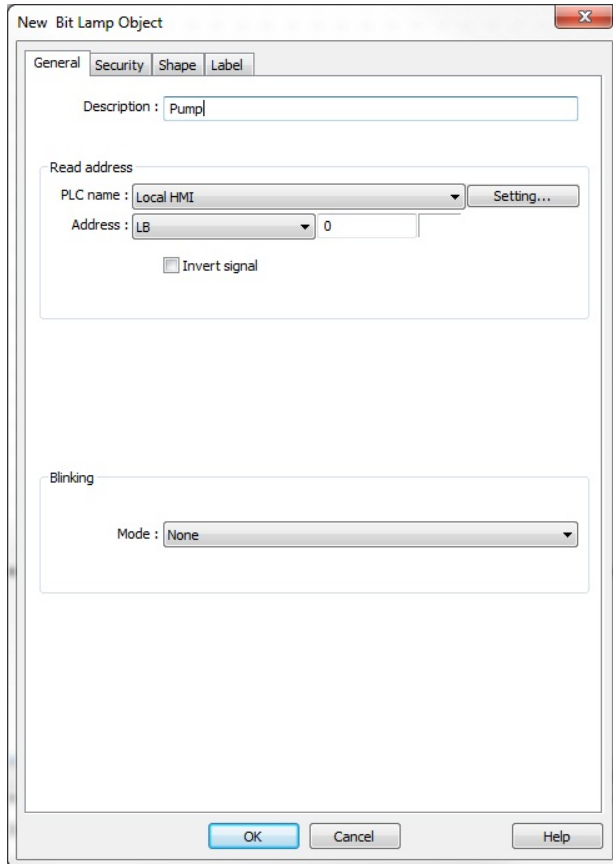 New Bit Lamp Object
General Security Shape Label
Description : Pump
Read address
PLC name : Local HMI Setting...
Address : LB 0
Invert signal
Blinking
Mode : None
OK Cancel Help